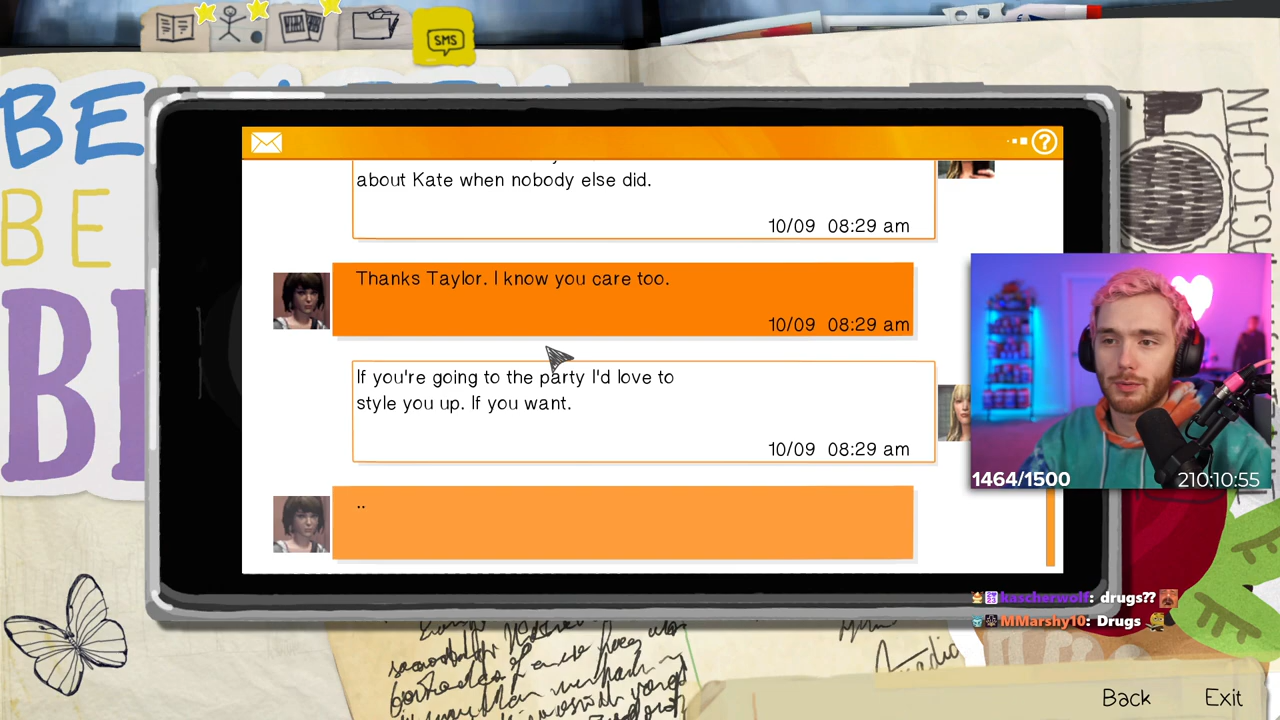 SMS
BE
BE
about Kate when nobody else did.
10/09 08:29 am
Thanks Taylor. I know you care too.
10/09 08:29 am
If you're going to the party I'd love to
style you up. If you want.
10/09 08:29 am
..
?
1464/1500
210:10:55
kascherwolf: drugs??
MMarshy10: Drugs
Back
Exit